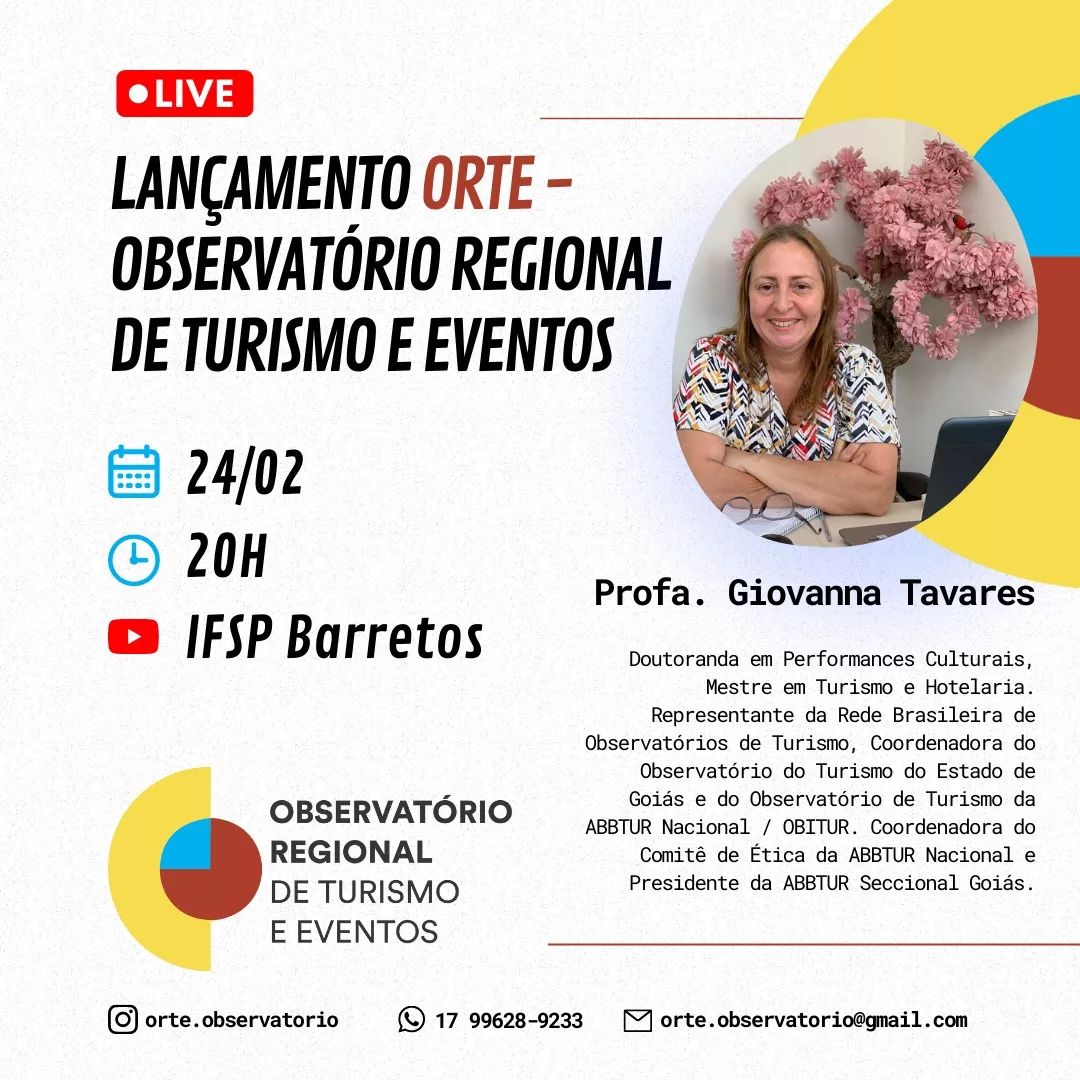 LIVE
LANÇAMENTO ORTE –
OBSERVATÓRIO REGIONAL
DE TURISMO E EVENTOS
24/02
20H
IFSP Barretos
Profa. Giovanna Tavares
Doutoranda em Performances Culturais,
Mestre em Turismo e Hotelaria.
Representante da Rede Brasileira de
Observatórios de Turismo, Coordenadora do
Observatório do Turismo do Estado de
Goiás e do Observatório de Turismo da
ABBTUR Nacional / OBITUR. Coordenadora do
Comitê de Ética da ABBTUR Nacional e
Presidente da ABBTUR Seccional Goiás.
OBSERVATÓRIO
REGIONAL
DE TURISMO
E EVENTOS
orte.observatorio
17 99628-9233
orte.observatorio@gmail.com